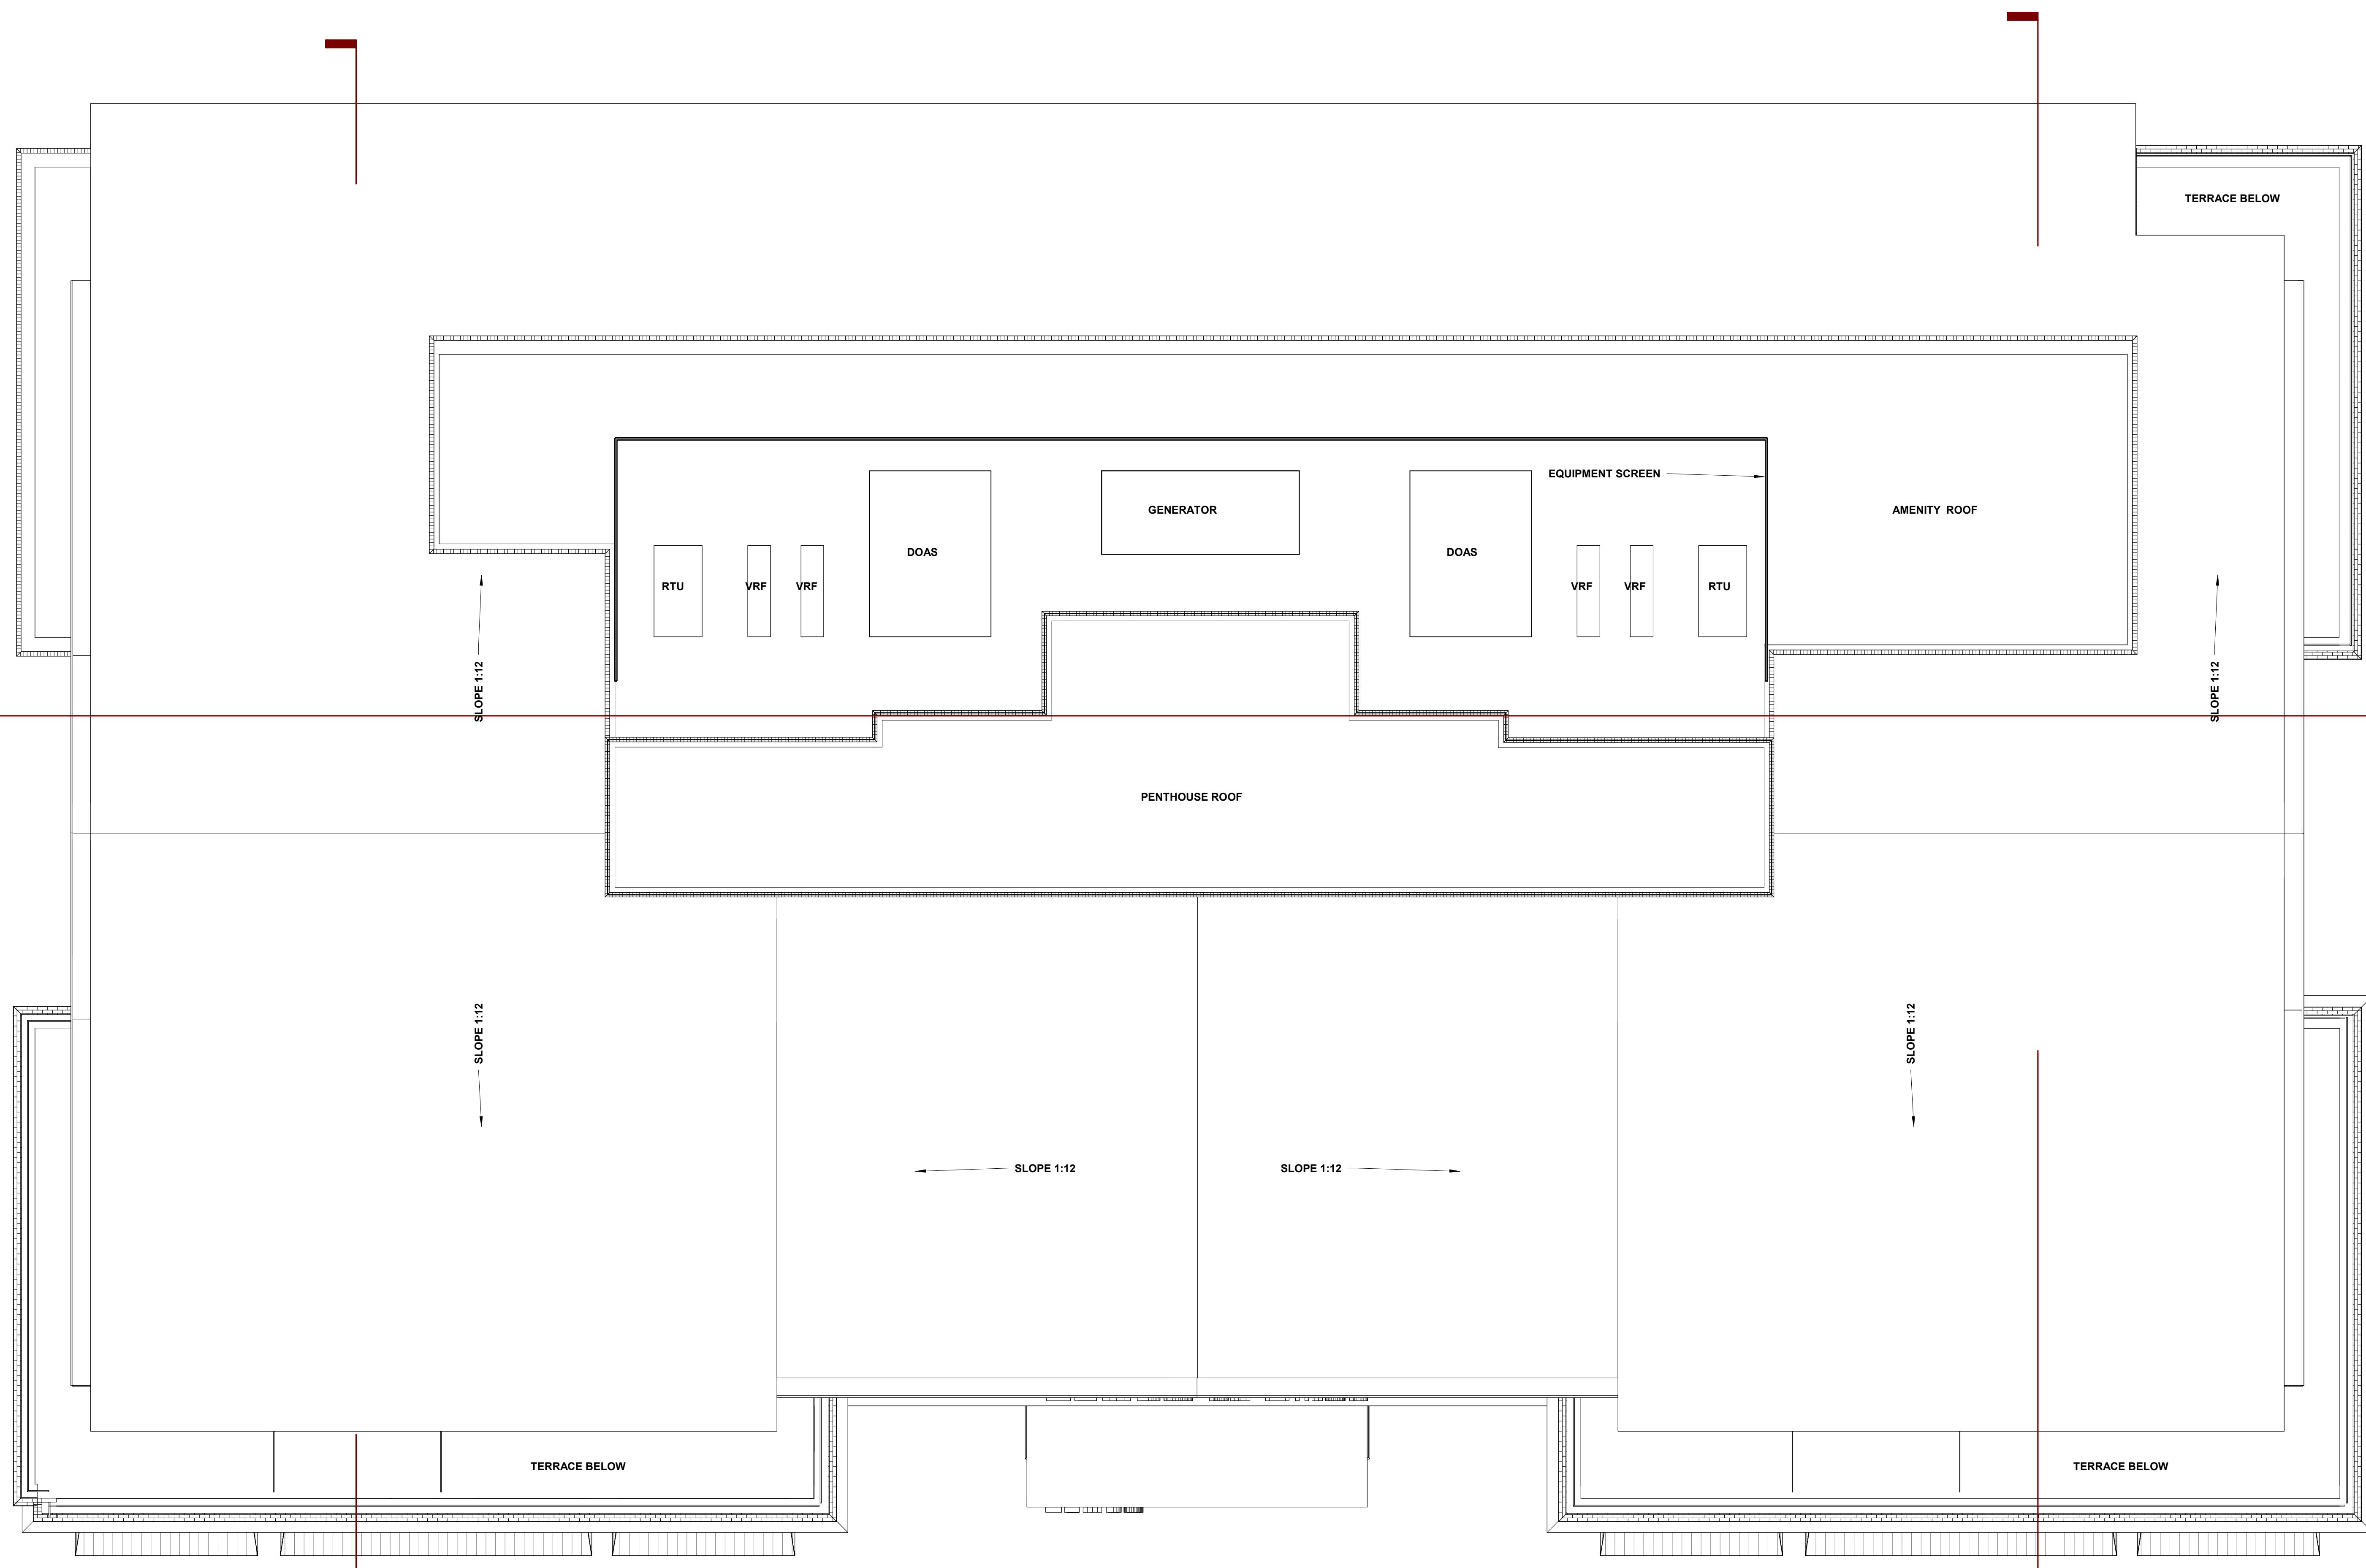 TERRACE BELOW
EQUIPMENT SCREEN
GENERATOR
AMENITY ROOF
DOAS
DOAS
RTU
VRF
VRF
VRF
VRF
RTU
SLOPE 1:12
SLOPE 1:12
PENTHOUSE ROOF
SLOPE 1:12
SLOPE 1:12
SLOPE 1:12
SLOPE 1:12
TERRACE BELOW
TERRACE BELOW